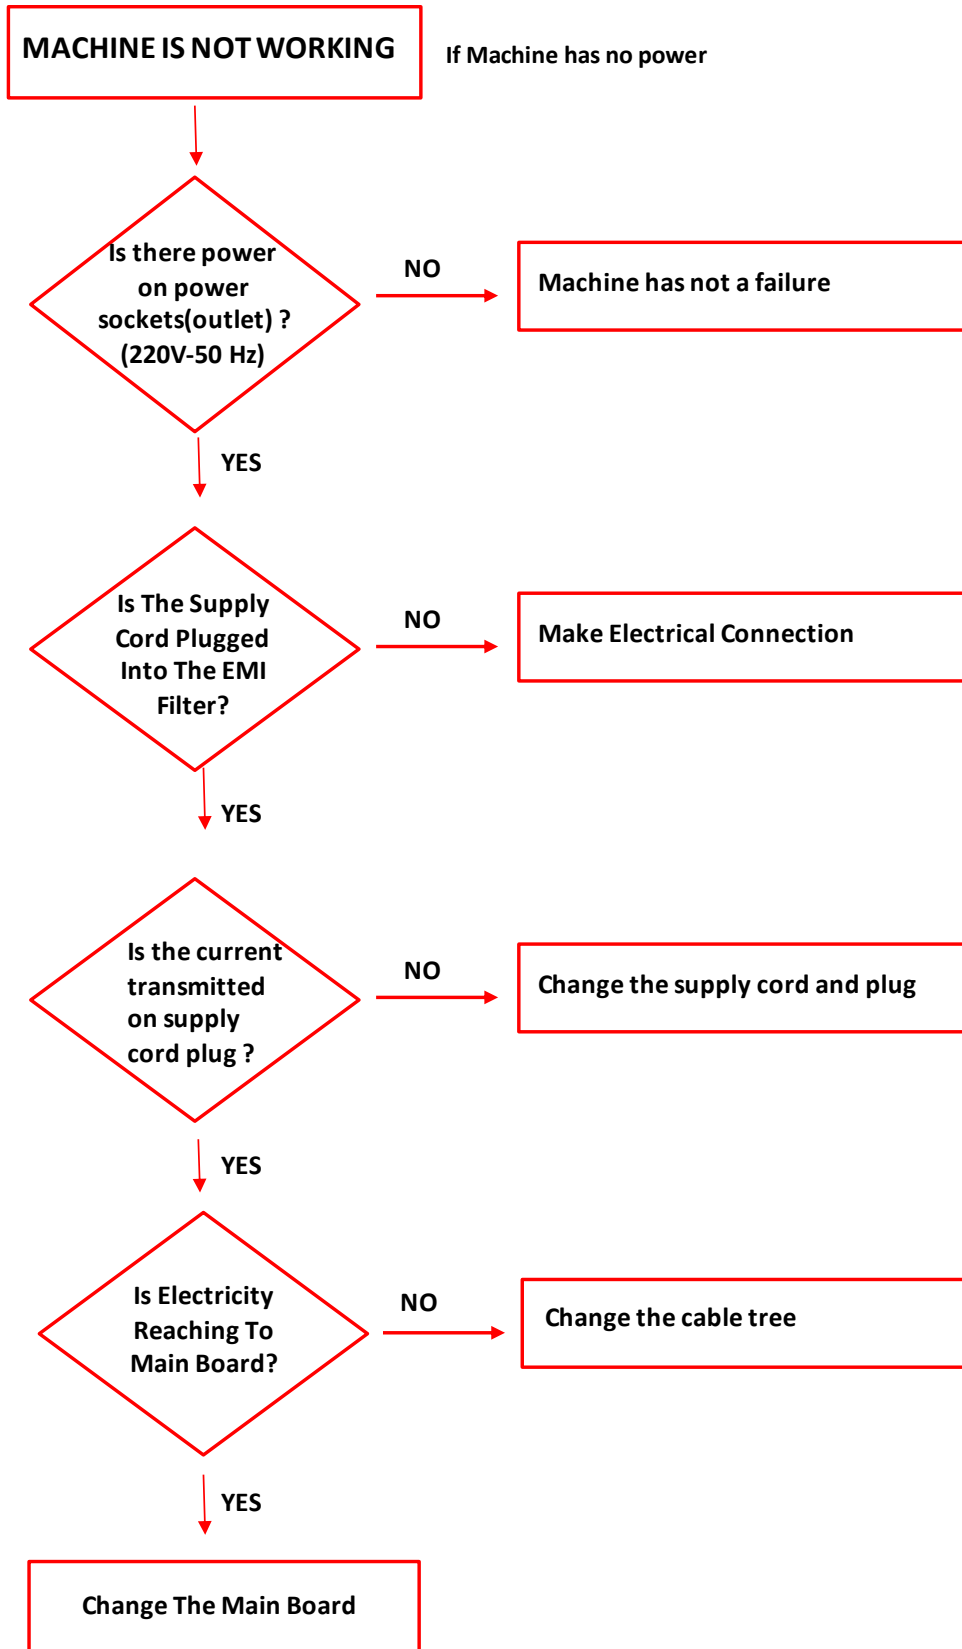 MACHINE IS NOT WORKING
If Machine has no power
Is there power
on power
sockets(outlet) ?
(220V-50 Hz)
NO
Machine has not a failure
YES
Is The Supply
Cord Plugged
Into The EMI
Filter?
NO
Make Electrical Connection
YES
Is the current
transmitted
on supply
cord plug ?
NO
Change the supply cord and plug
YES
Is Electricity
Reaching To
Main Board?
NO
Change the cable tree
YES
Change The Main Board